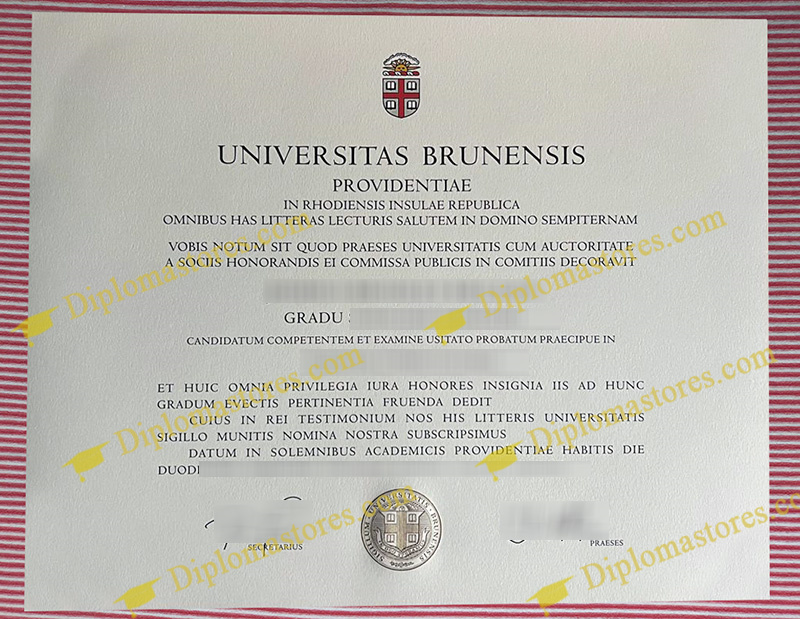 UNIVERSITAS BRUNENSIS
PROVIDENTIAE
IN RHODIENSIS INSULAE REPUBLICA
OMNIBUS HAS LITTERAS LECTURIS SALUTEM IN DOMINO SEMPITERNAM
VOBIS NOTUM SIT QUOD PRAESES UNIVERSITATIS CUM AUCTORITATE
A SOCIIS HONORANDIS EI COMMISSA PUBLICIS IN COMITIIS DECORAVIT
GRADU
CANDIDATUM COMPETENTEM ET EXAMINE USITATO PROBATUM PRAECIPUE IN
ET HUIC OMNIA PRIVILEGIA IURA HONORES INSIGNIA IIS AD HUNC
GRADUM EVECTIS PERTINENTIA FRUENDA DEDIT
CUIUS IN REI TESTIMONIUM NOS HIS LITTERIS UNIVERSITATIS
SIGILLO MUNITIS NOMINA NOSTRA SUBSCRIPSIMUS
DATUM IN SOLEMNIBUS ACADEMICIS PROVIDENTIAE HABITIS DIE
DUODI
SECRETARIUS
SIGILLUM UNIVERSITATIS BRUNENSIS
PRAESES
Diplomastores.com
Diplomastores.com
Diplomastores.com
Diplomastores.com
Diplomastores.com
Diplomastores.com